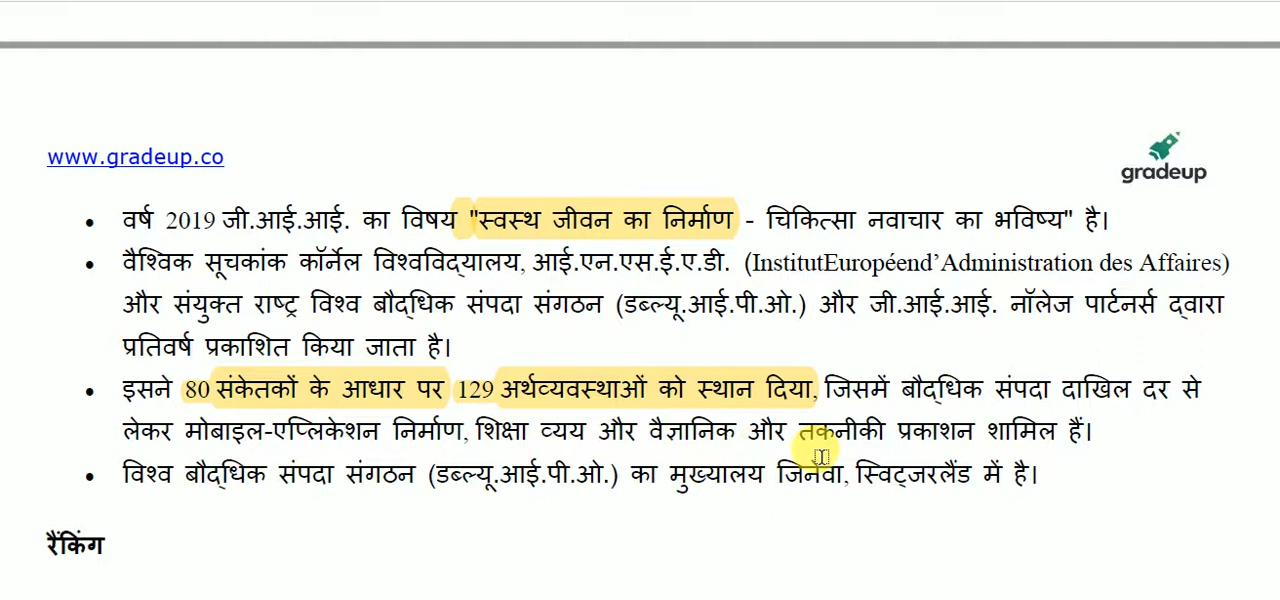 www.gradeup.co
gradeup
• वर्ष 2019 जी.आई.आई. का विषय "स्वस्थ जीवन का निर्माण - चिकित्सा नवाचार का भविष्य" है।
• वैश्विक सूचकांक कॉर्नेल विश्वविद्यालय, आई.एन.एस.ई.ए.डी. (InstitutEuropéend’Administration des Affaires)
और संयुक्त राष्ट्र विश्व बौद्धिक संपदा संगठन (डब्ल्यू.आई.पी.ओ.) और जी.आई.आई. नॉलेज पार्टनर्स द्वारा
प्रतिवर्ष प्रकाशित किया जाता है।
• इसने 80 संकेतकों के आधार पर 129 अर्थव्यवस्थाओं को स्थान दिया, जिसमें बौद्धिक संपदा दाखिल दर से
लेकर मोबाइल-एप्लिकेशन निर्माण, शिक्षा व्यय और वैज्ञानिक और तकनीकी प्रकाशन शामिल हैं।
• विश्व बौद्धिक संपदा संगठन (डब्ल्यू.आई.पी.ओ.) का मुख्यालय जिनेवा, स्विट्जरलैंड में है।
रैंकिंग